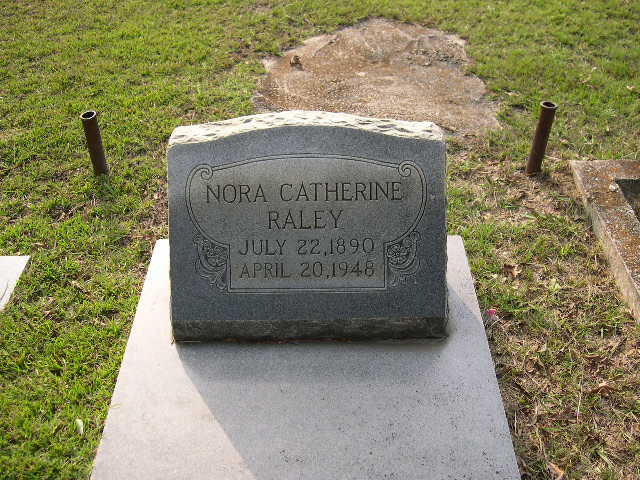 NORA CATHERINE
RALEY
JULY 22,1890
APRIL 20,1948